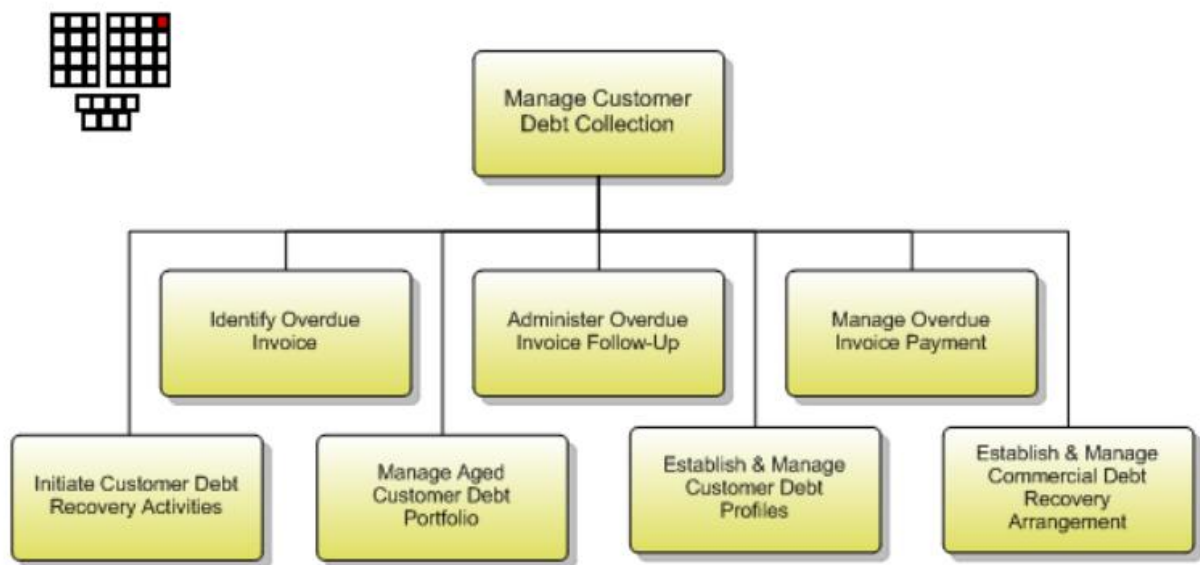 Manage Customer
Debt Collection
Identify Overdue
Invoice
Administer Overdue
Invoice Follow-Up
Manage Overdue
Invoice Payment
Initiate Customer Debt
Recovery Activities
Manage Aged
Customer Debt
Portfolio
Establish & Manage
Customer Debt
Profiles
Establish & Manage
Commercial Debt
Recovery
Arrangement